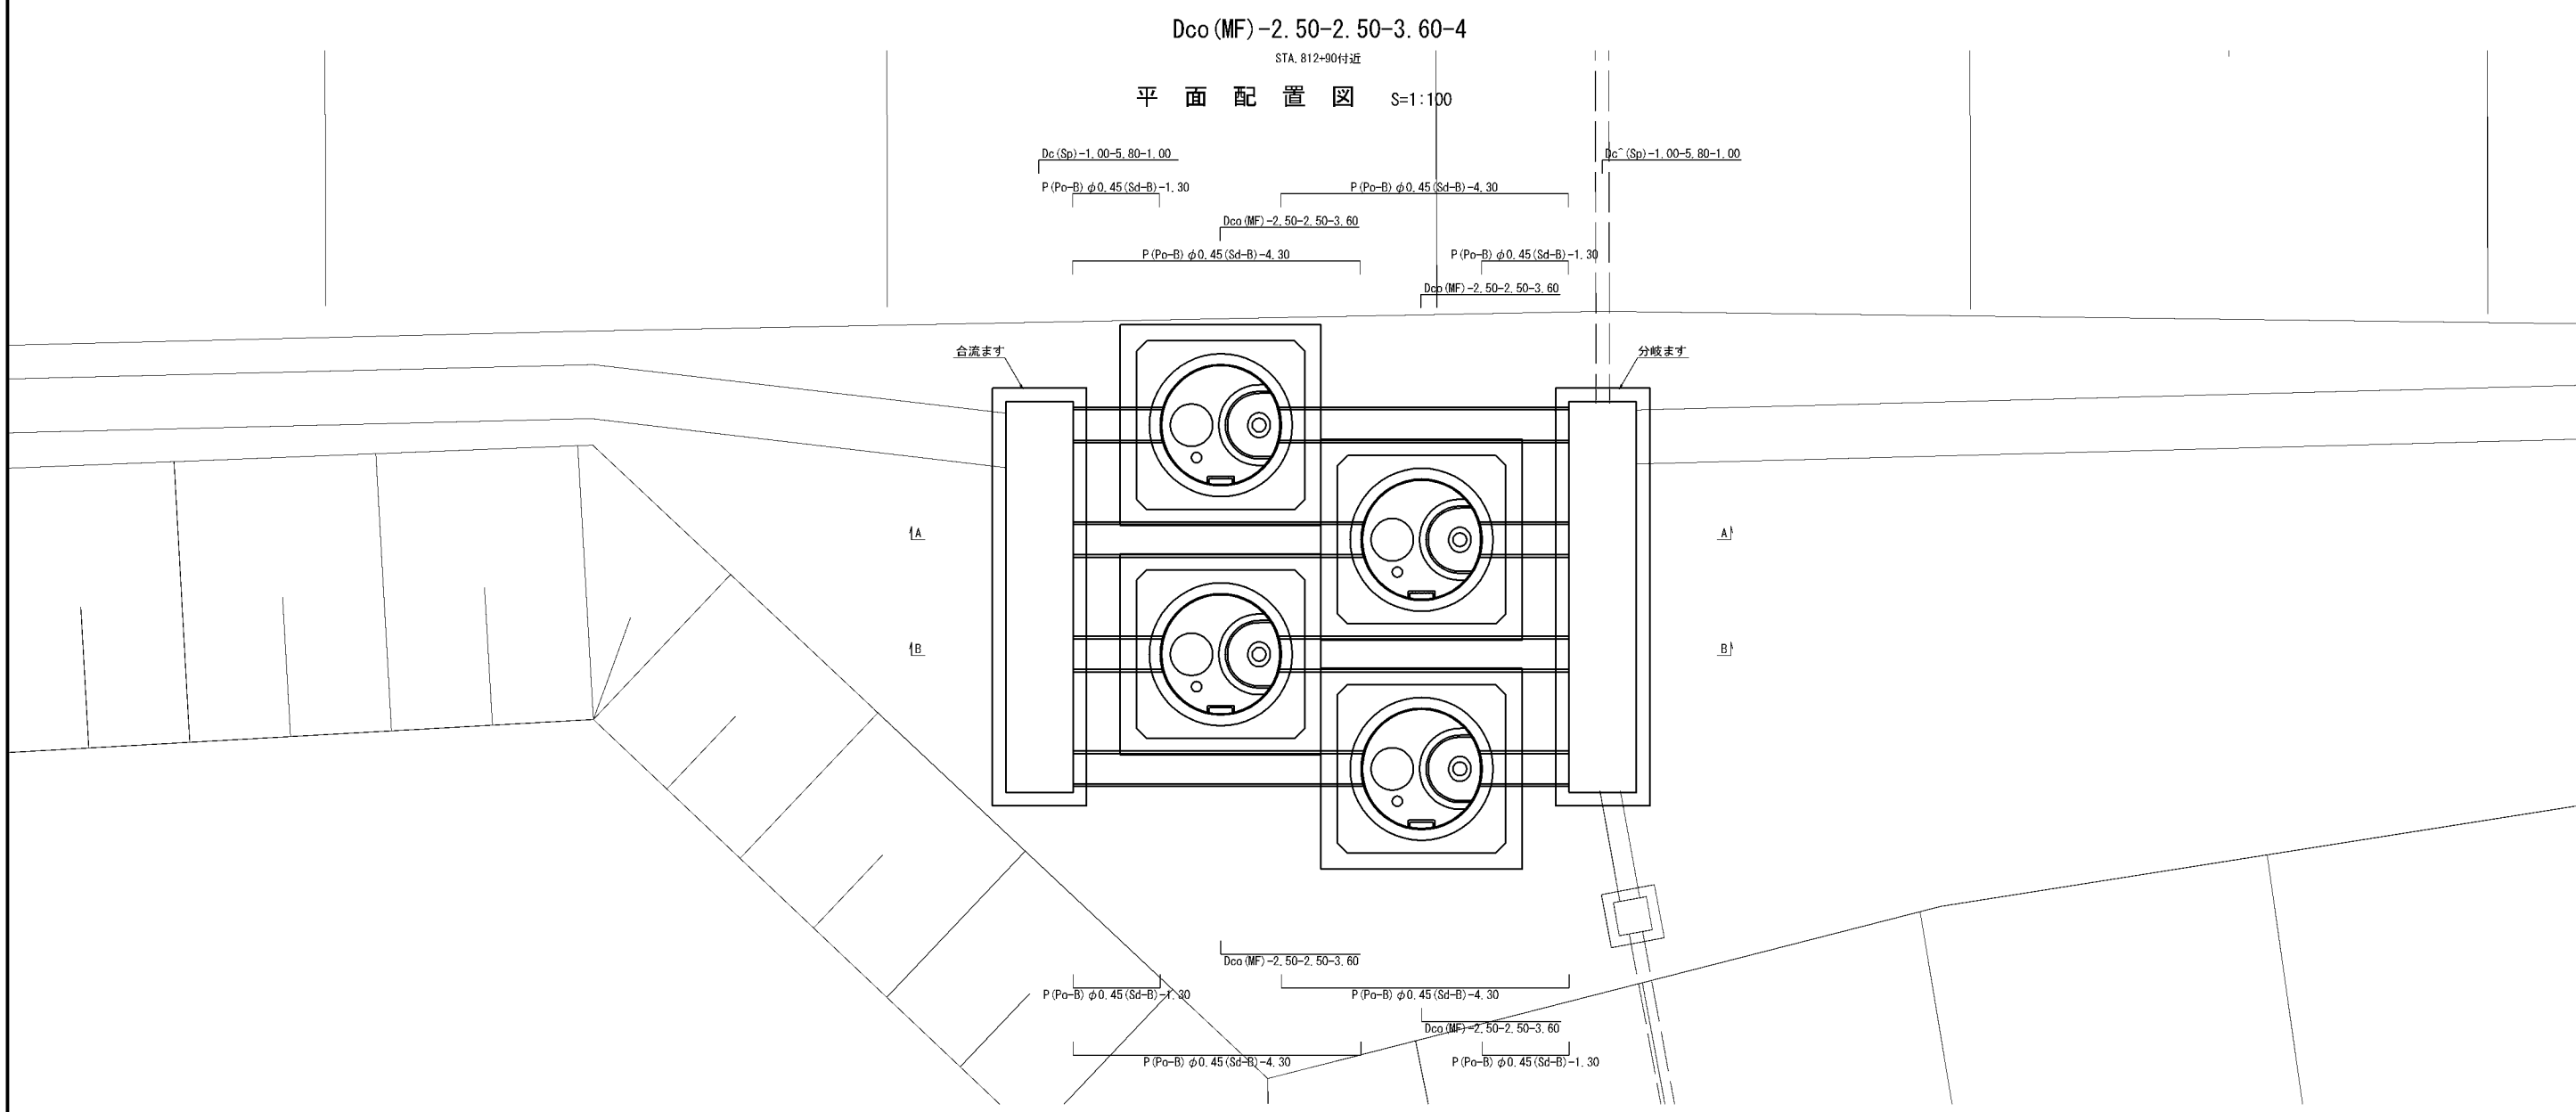 Dco(MF)-2.50-2.50-3.60-4
STA.812+90付近
平面配置図 S=1:100
Dc(Sp)-1.00-5.80-1.00
Dc^(Sp)-1.00-5.80-1.00
P(Po-B)φ0.45(Sd-B)-1.30
P(Po-B)φ0.45(Sd-B)-4.30
Dco(MF)-2.50-2.50-3.60
P(Po-B)φ0.45(Sd-B)-4.30
P(Po-B)φ0.45(Sd-B)-1.30
Dco(MF)-2.50-2.50-3.60
合流ます
分岐ます
A
A
B
B
Dco(MF)-2.50-2.50-3.60
P(Po-B)φ0.45(Sd-B)-1.30
P(Po-B)φ0.45(Sd-B)-4.30
Dco(MF)-2.50-2.50-3.60
P(Po-B)φ0.45(Sd-B)-4.30
P(Po-B)φ0.45(Sd-B)-1.30